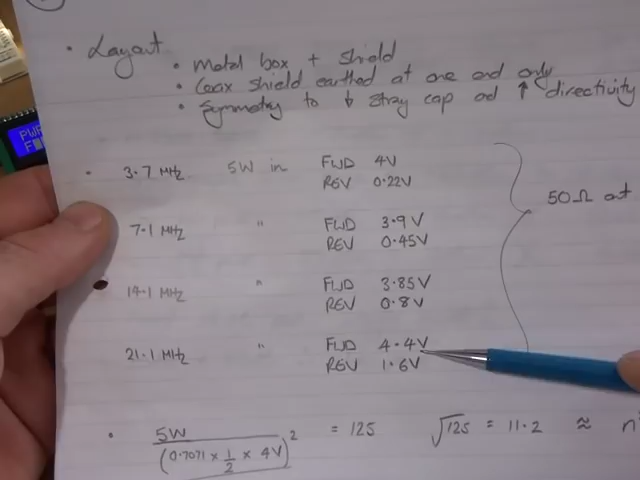 • Layout • Metal box + shield
• Coax shield earthed at one end only
• Symmetry to ↓ stray cap and ↑ directivity
• 3.7 MHz 5W in FWD 4V
REV 0.22V
7.1 MHz " FWD 3.9V
REV 0.45V
50Ω out
14.1 MHz " FWD 3.85V
REV 0.8V
21.1 MHz " FWD 4.4V
REV 1.6V
• 5W / (0.7071 × 1/2 × 4V)² = 125 √125 = 11.2 ≈ n
PWR
F